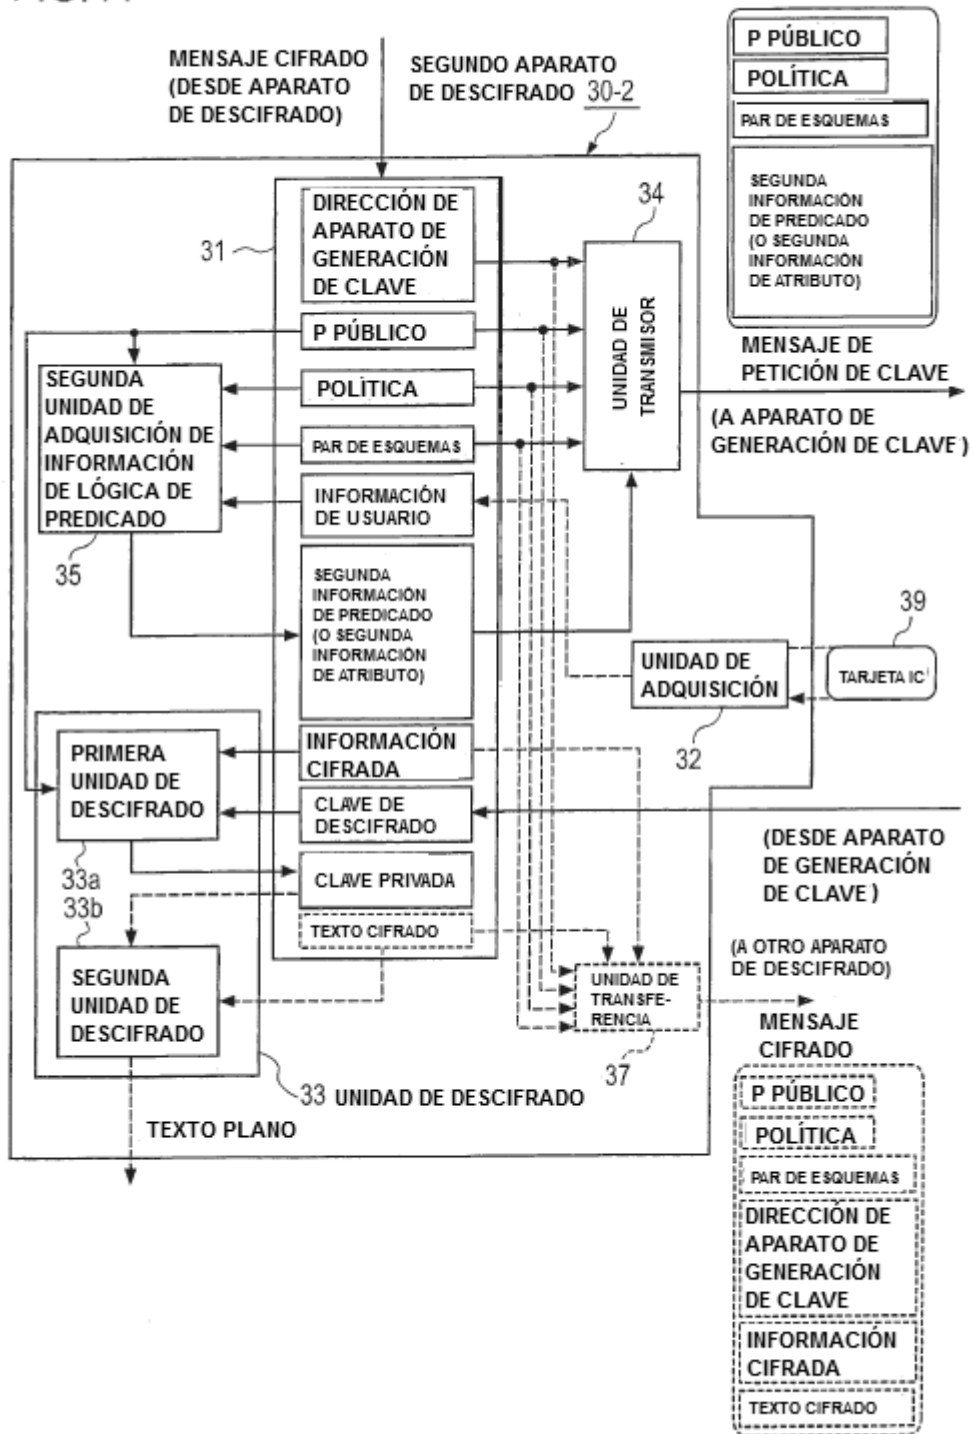 MENSAJE CIFRADO
(DESDE APARATO
DE DESCIFRADO)
SEGUNDO APARATO
DE DESCIFRADO 30-2
P PÚBLICO
POLÍTICA
PAR DE ESQUEMAS
SEGUNDA
INFORMACIÓN
DE PREDICADO
(O SEGUNDA
INFORMACIÓN
DE ATRIBUTO)
31
DIRECCIÓN DE
APARATO DE
GENERACIÓN
DE CLAVE
34
UNIDAD DE
TRANSMISOR
P PÚBLICO
POLÌTICA
PAR DE ESQUEMAS
INFORMACIÓN
DE USUARIO
SEGUNDA
UNIDAD DE
ADQUISICIÓN DE
INFORMACIÓN
DE LÓGICA DE
PREDICADO
35
MENSAJE DE
PETICIÓN DE CLAVE
(A APARATO DE
GENERACIÓN DE CLAVE )
SEGUNDA
INFORMACIÓN
DE PREDICADO
(O SEGUNDA
INFORMACIÓN
DE ATRIBUTO)
UNIDAD DE
ADQUISICIÓN
32
39
TARJETA IC
PRIMERA
UNIDAD DE
DESCIFRADO
33a
INFORMACIÓN
CIFRADA
CLAVE DE
DESCIFRADO
(DESDE APARATO
DE GENERACIÓN
DE CLAVE )
CLAVE PRIVADA
TEXTO CIFRADO
33b
SEGUNDA
UNIDAD DE
DESCIFRADO
33 UNIDAD DE DESCIFRADO
TEXTO PLANO
UNIDAD DE
TRANSFE-
RENCIA
37
(A OTRO APARATO
DE DESCIFRADO)
MENSAJE
CIFRADO
P PÚBLICO
POLÍTICA
PAR DE ESQUEMAS
DIRECCIÓN DE
APARATO DE
GENERACIÓN
DE CLAVE
INFORMACIÓN
CIFRADA
TEXTO CIFRADO